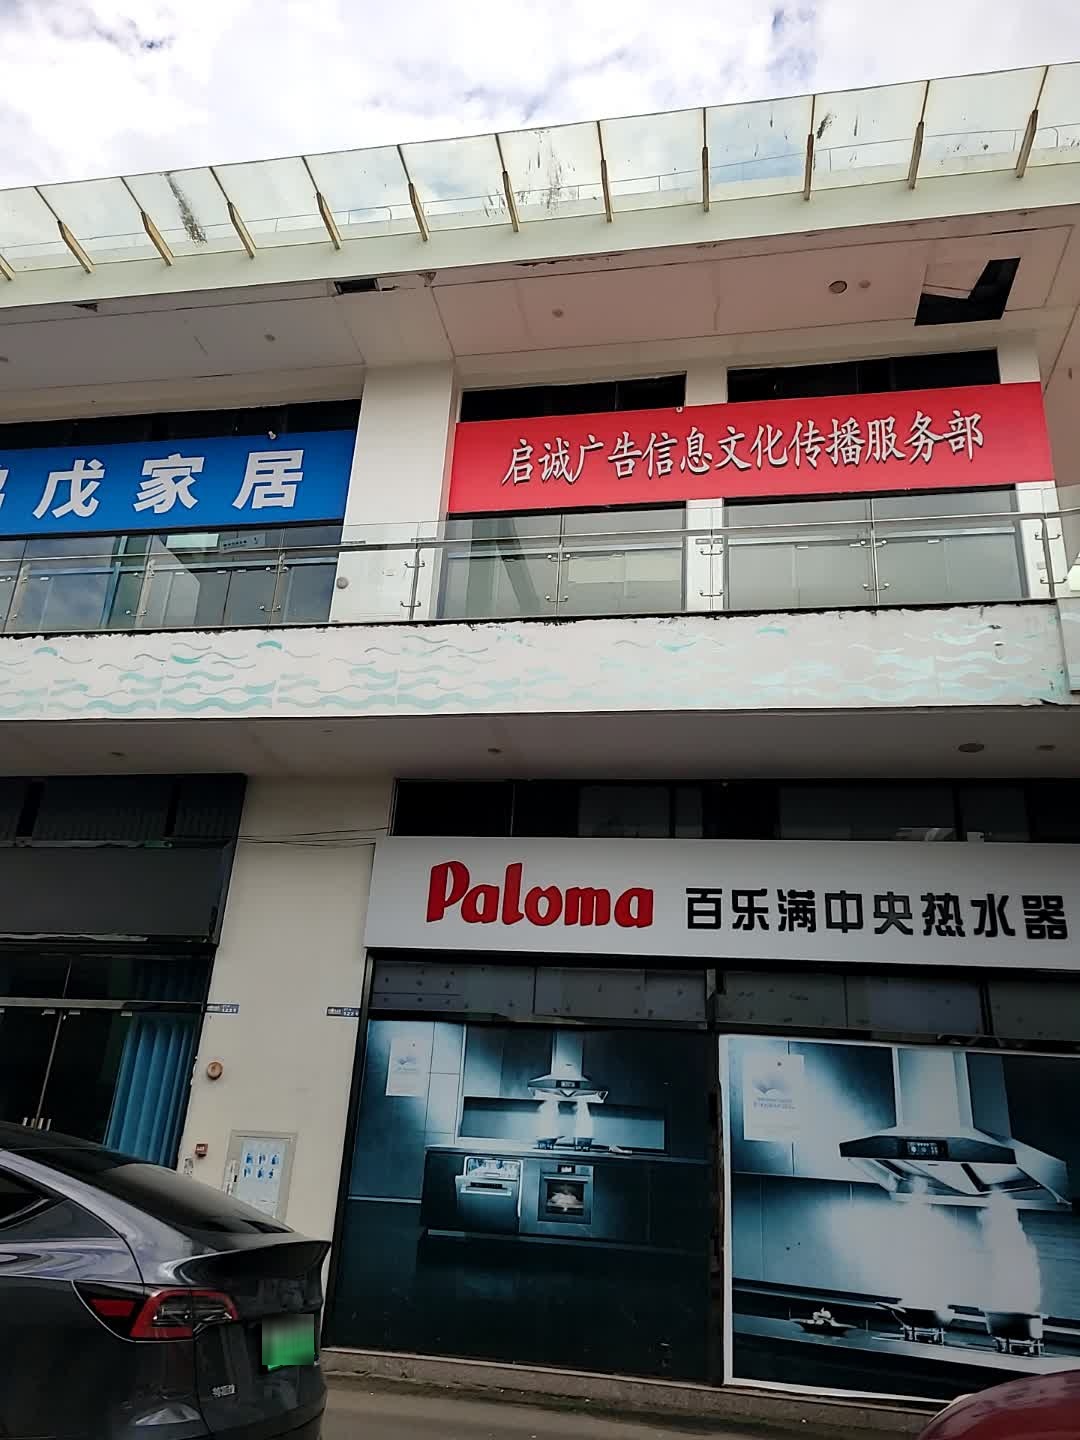 戊家居
启诚广告信息文化传播服务部
Paloma 百乐满中央热水器